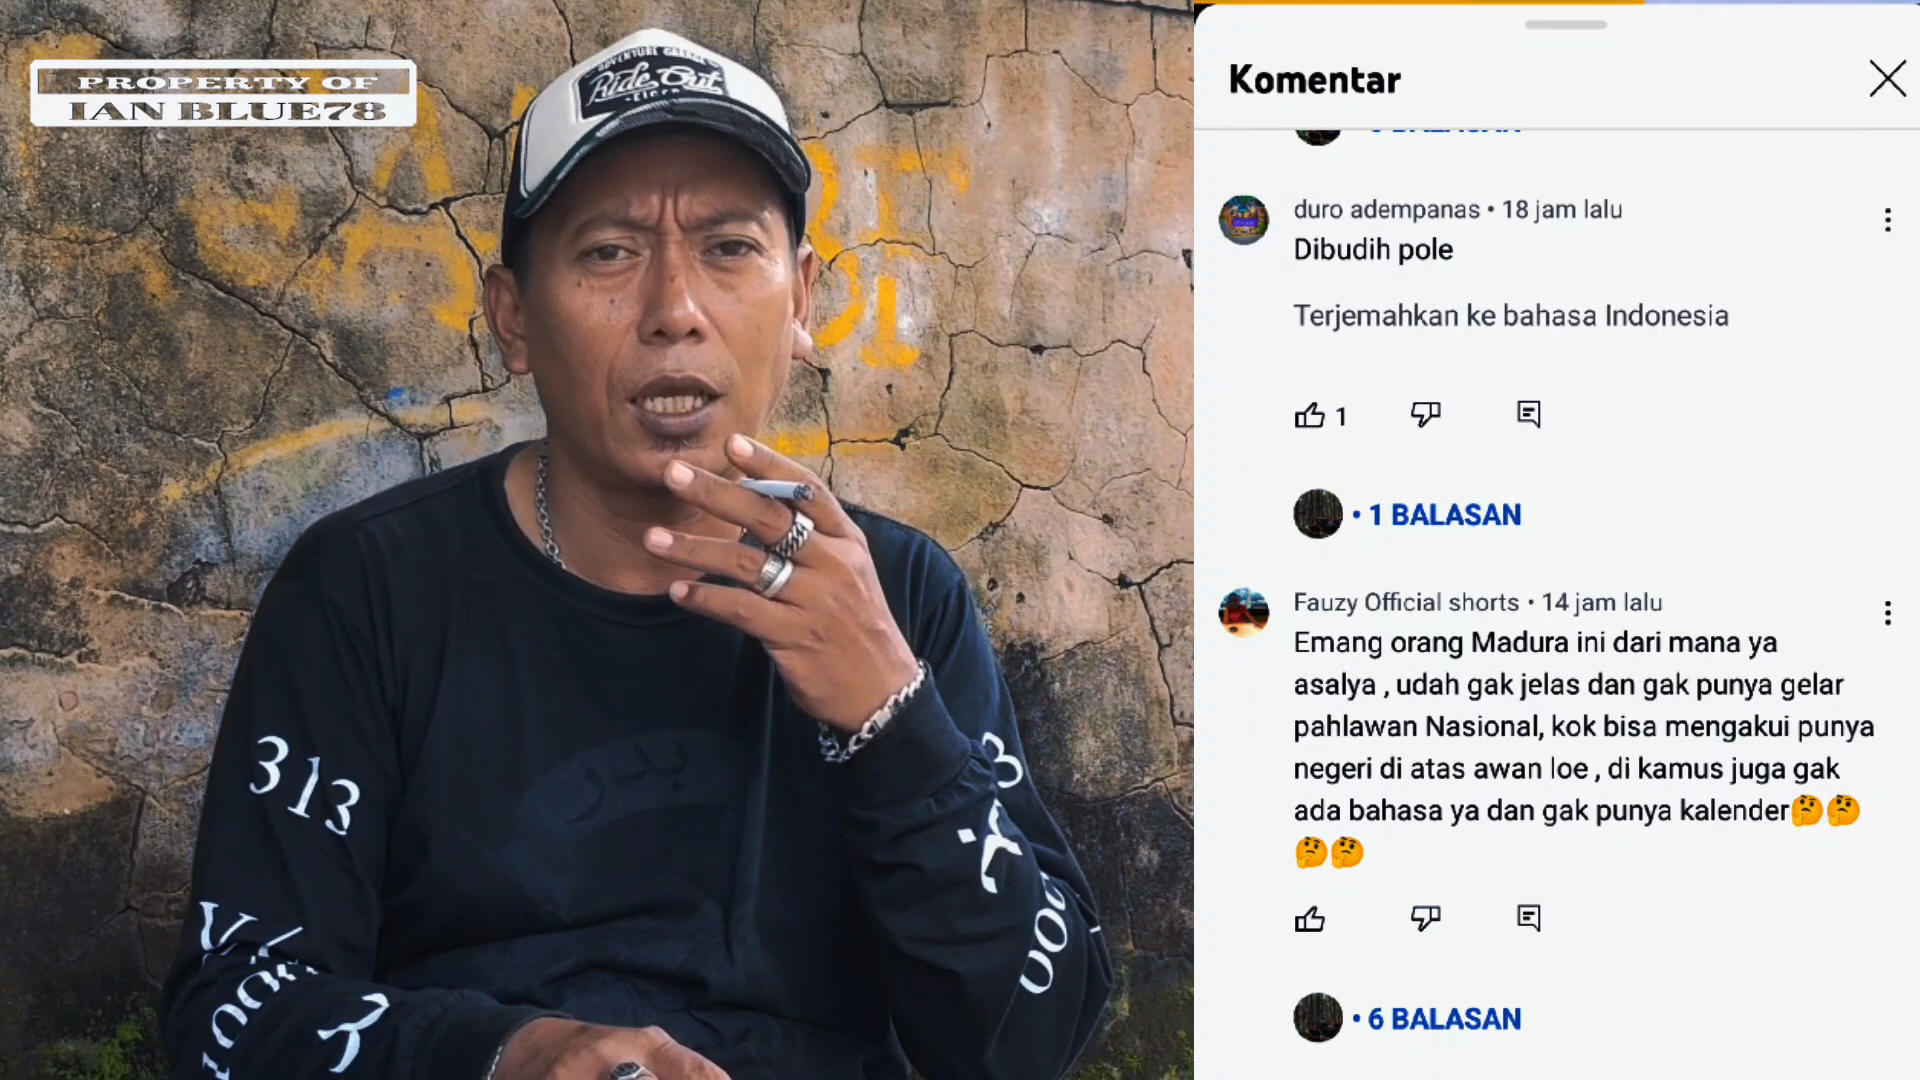 PROPERTY OF
IAN BLUE78
ADVENTURE
Ride Out
313
بدر
Komentar
duro adempanas • 18 jam lalu
Dibudih pole
Terjemahkan ke bahasa Indonesia
1
• 1 BALASAN
Fauzy Official shorts • 14 jam lalu
Emang orang Madura ini dari mana ya
asalya , udah gak jelas dan gak punya gelar
pahlawan Nasional, kok bisa mengakui punya
negeri di atas awan loe , di kamus juga gak
ada bahasa ya dan gak punya kalender🤔🤔
🤔🤔
• 6 BALASAN